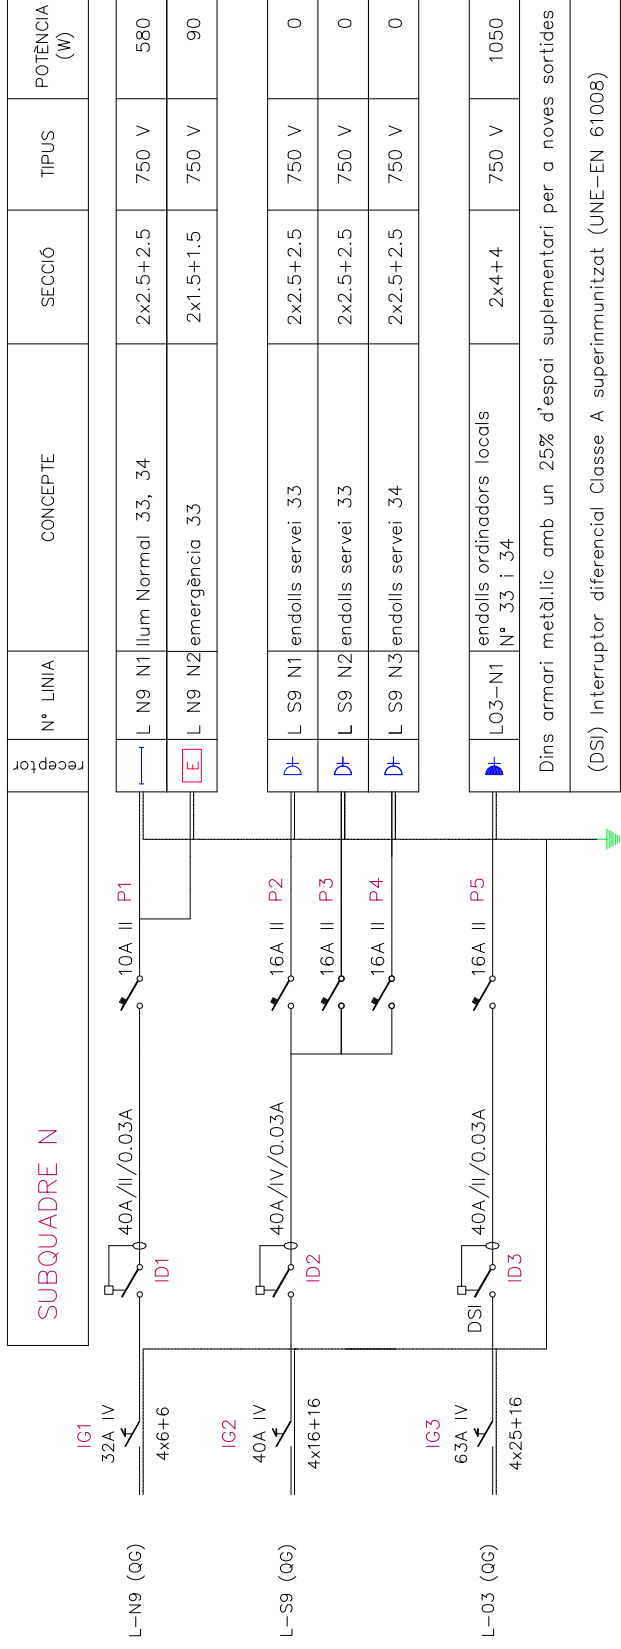 SUBQUADRE N
receptor
Nº LINIA
CONCEPTE
SECCIÓ
TIPUS
POTÈNCIA
(W)
L-N9 (QG)
IG1
32A IV
4x6+6
ID1
40A/II/0.03A
10A II P1
L N9 N1 llum Normal 33, 34 2x2.5+2.5 750 V 580
E L N9 N2 emergència 33 2x1.5+1.5 750 V 90
L-S9 (QG)
IG2
40A IV
4x16+16
ID2
40A/IV/0.03A
16A II P2
L S9 N1 endolls servei 33 2x2.5+2.5 750 V 0
16A II P3
L S9 N2 endolls servei 33 2x2.5+2.5 750 V 0
16A II P4
L S9 N3 endolls servei 34 2x2.5+2.5 750 V 0
L-03 (QG)
IG3
63A IV
4x25+16
DSI
ID3
40A/II/0.03A
16A II P5
LO3-N1 endolls ordinadors locals
Nº 33 i 34
2x4+4 750 V 1050
Dins armari metàl.lic amb un 25% d'espai suplementari per a noves sortides
(DSI) Interruptor diferencial Classe A superinmunitzat (UNE-EN 61008)